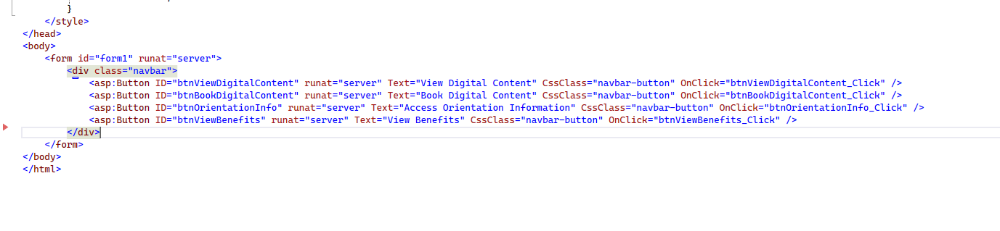 }
</style>
</head>
<body>
<form id="form1" runat="server">
<div class="navbar">
<asp:Button ID="btnViewDigitalContent" runat="server" Text="View Digital Content" CssClass="navbar-button" OnClick="btnViewDigitalContent_Click" />
<asp:Button ID="btnBookDigitalContent" runat="server" Text="Book Digital Content" CssClass="navbar-button" OnClick="btnBookDigitalContent_Click" />
<asp:Button ID="btnOrientationInfo" runat="server" Text="Access Orientation Information" CssClass="navbar-button" OnClick="btnOrientationInfo_Click" />
<asp:Button ID="btnViewBenefits" runat="server" Text="View Benefits" CssClass="navbar-button" OnClick="btnViewBenefits_Click" />
</div>
</form>
</body>
</html>